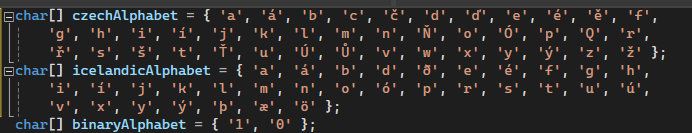 char[] czechAlphabet = { 'a', 'á', 'b', 'c', 'č', 'd', 'ď', 'e', 'é', 'ě', 'f',
'g', 'h', 'i', 'í', 'j', 'k', 'l', 'm', 'n', 'Ň', 'o', 'Ó', 'p', 'Q', 'r',
'ř', 's', 'š', 't', 'Ť', 'u', 'Ú', 'Ů', 'v', 'w', 'x', 'y', 'ý', 'z', 'ž' };
char[] icelandicAlphabet = { 'a', 'á', 'b', 'd', 'ð', 'e', 'é', 'f', 'g', 'h',
'i', 'í', 'j', 'k', 'l', 'm', 'n', 'o', 'ó', 'p', 'r', 's', 't', 'u', 'ú',
'v', 'x', 'y', 'ý', 'þ', 'æ', 'ö' };
char[] binaryAlphabet = { '1', '0' };